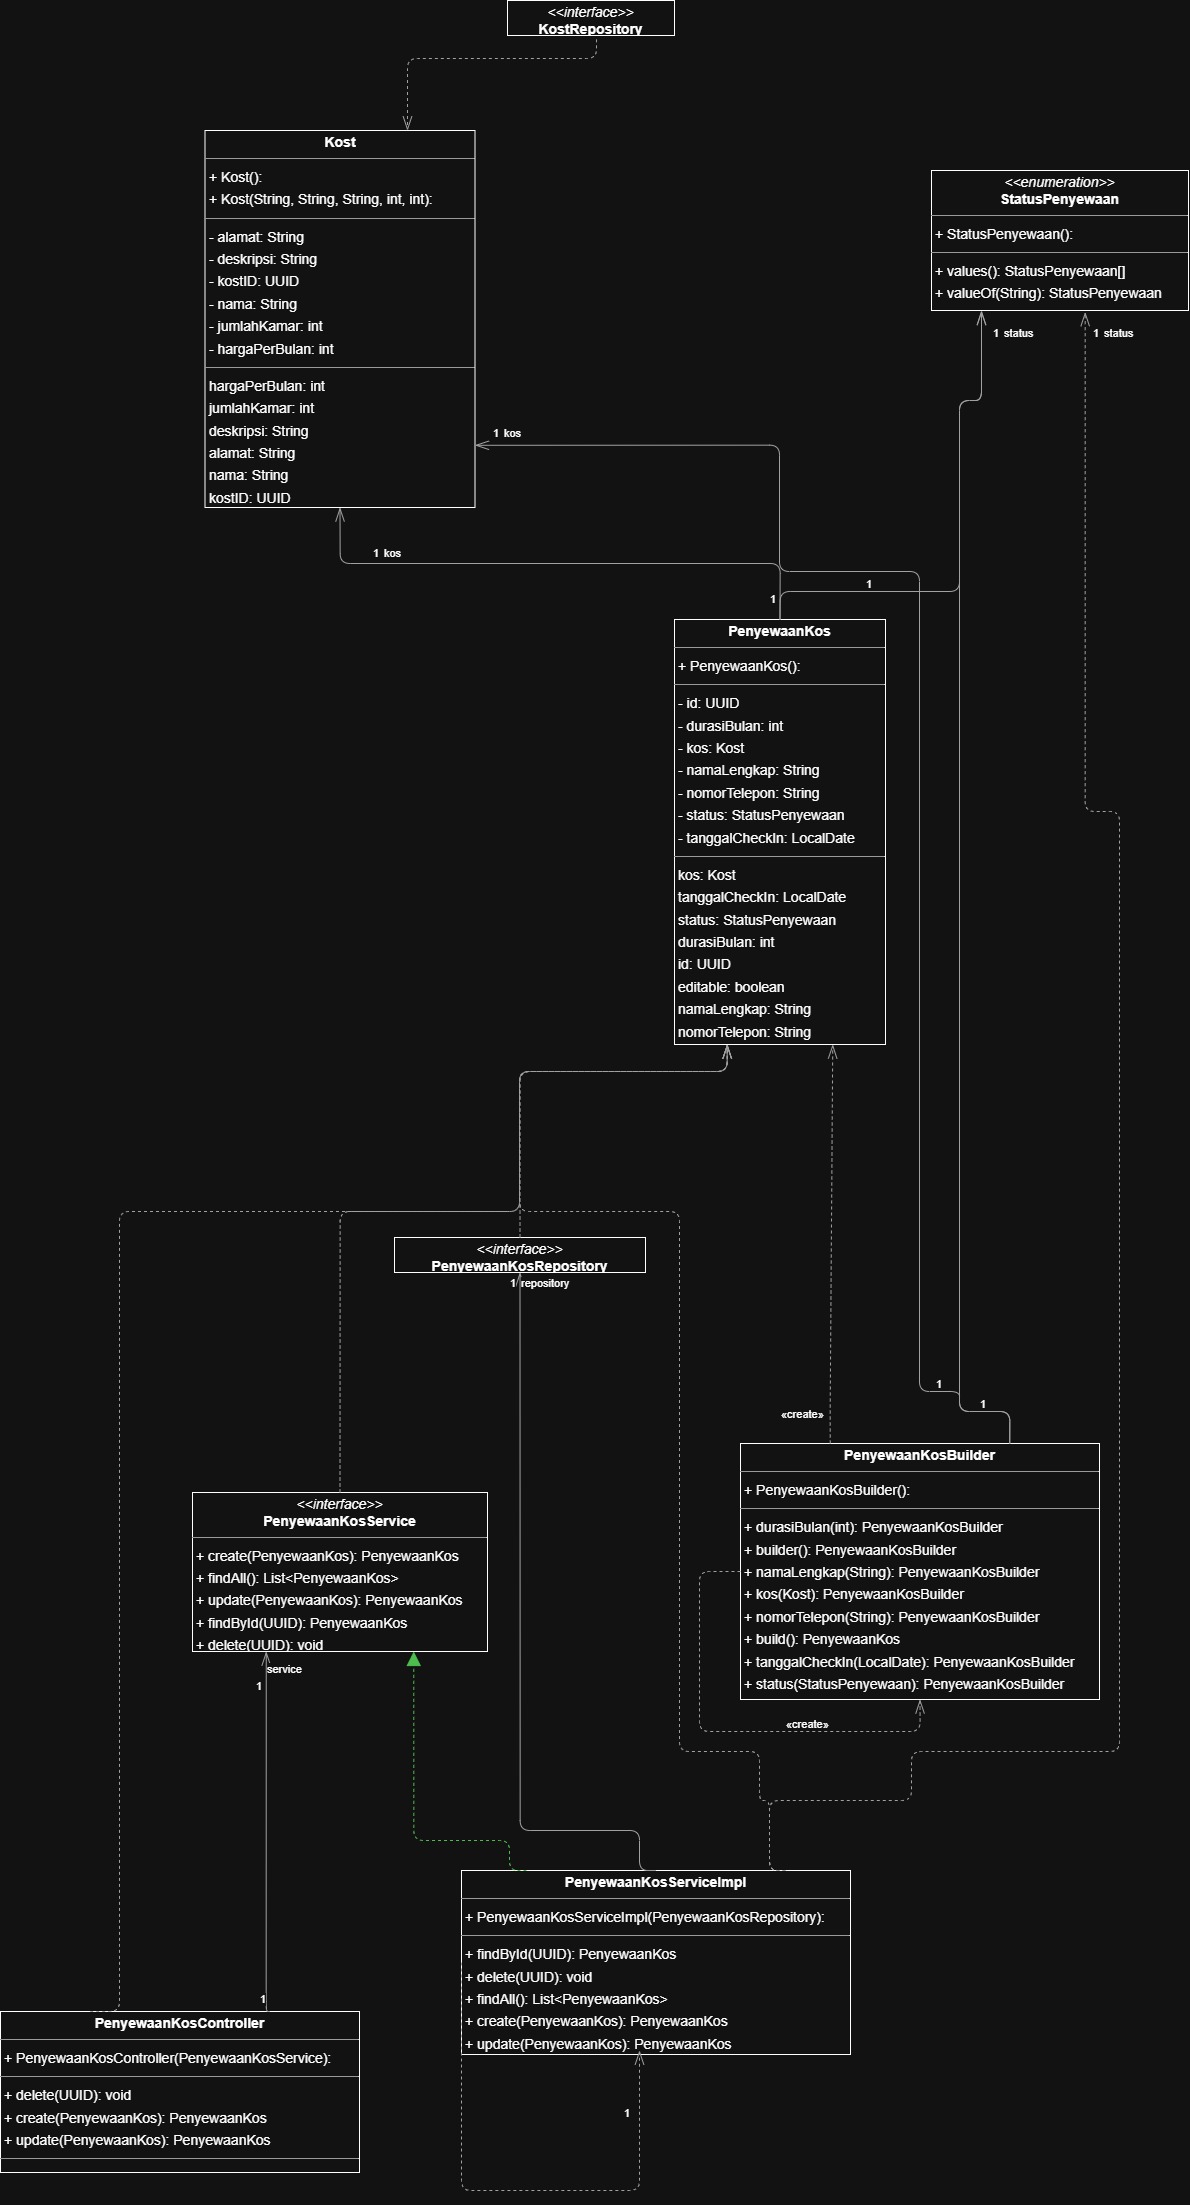 <<interface>>
KostRepository
Kost
+ Kost():
+ Kost(String, String, String, int, int):
- alamat: String
- deskripsi: String
- kostID: UUID
- nama: String
- jumlahKamar: int
- hargaPerBulan: int
hargaPerBulan: int
jumlahKamar: int
deskripsi: String
alamat: String
nama: String
kostID: UUID
<<enumeration>>
StatusPenyewaan
+ StatusPenyewaan():
+ values(): StatusPenyewaan[]
+ valueOf(String): StatusPenyewaan
1 status
1 status
1 kos
1 kos
1
1
PenyewaanKos
+ PenyewaanKos():
- id: UUID
- durasiBulan: int
- kos: Kost
- namaLengkap: String
- nomorTelepon: String
- status: StatusPenyewaan
- tanggalCheckIn: LocalDate
kos: Kost
tanggalCheckIn: LocalDate
status: StatusPenyewaan
durasiBulan: int
id: UUID
editable: boolean
namaLengkap: String
nomorTelepon: String
<<interface>>
PenyewaanKosRepository
1 repository
1
1
«create»
PenyewaanKosBuilder
+ PenyewaanKosBuilder():
+ durasiBulan(int): PenyewaanKosBuilder
+ builder(): PenyewaanKosBuilder
+ namaLengkap(String): PenyewaanKosBuilder
+ kos(Kost): PenyewaanKosBuilder
+ nomorTelepon(String): PenyewaanKosBuilder
+ build(): PenyewaanKos
+ tanggalCheckIn(LocalDate): PenyewaanKosBuilder
+ status(StatusPenyewaan): PenyewaanKosBuilder
«create»
<<interface>>
PenyewaanKosService
+ create(PenyewaanKos): PenyewaanKos
+ findAll(): List<PenyewaanKos>
+ update(PenyewaanKos): PenyewaanKos
+ findById(UUID): PenyewaanKos
+ delete(UUID): void
service
1
PenyewaanKosServiceImpl
+ PenyewaanKosServiceImpl(PenyewaanKosRepository):
+ findById(UUID): PenyewaanKos
+ delete(UUID): void
+ findAll(): List<PenyewaanKos>
+ create(PenyewaanKos): PenyewaanKos
+ update(PenyewaanKos): PenyewaanKos
1
1
PenyewaanKosController
+ PenyewaanKosController(PenyewaanKosService):
+ delete(UUID): void
+ create(PenyewaanKos): PenyewaanKos
+ update(PenyewaanKos): PenyewaanKos